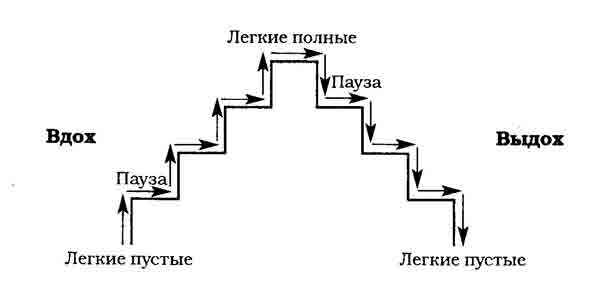 Легкие полные
Пауза
Вдох
Выдох
Пауза
Легкие пустые
Легкие пустые